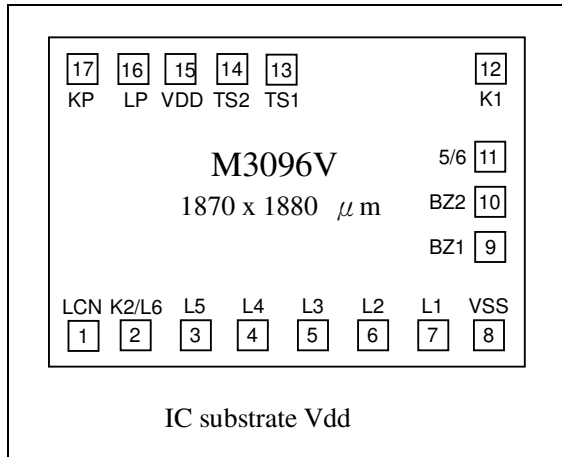 17 16 15 14 13 12
KP LP VDD TS2 TS1 K1
M3096V
5/6 11
1870 x 1880 μm
BZ2 10
BZ1 9
LCN K2/L6 L5 L4 L3 L2 L1 VSS
1 2 3 4 5 6 7 8
IC substrate Vdd